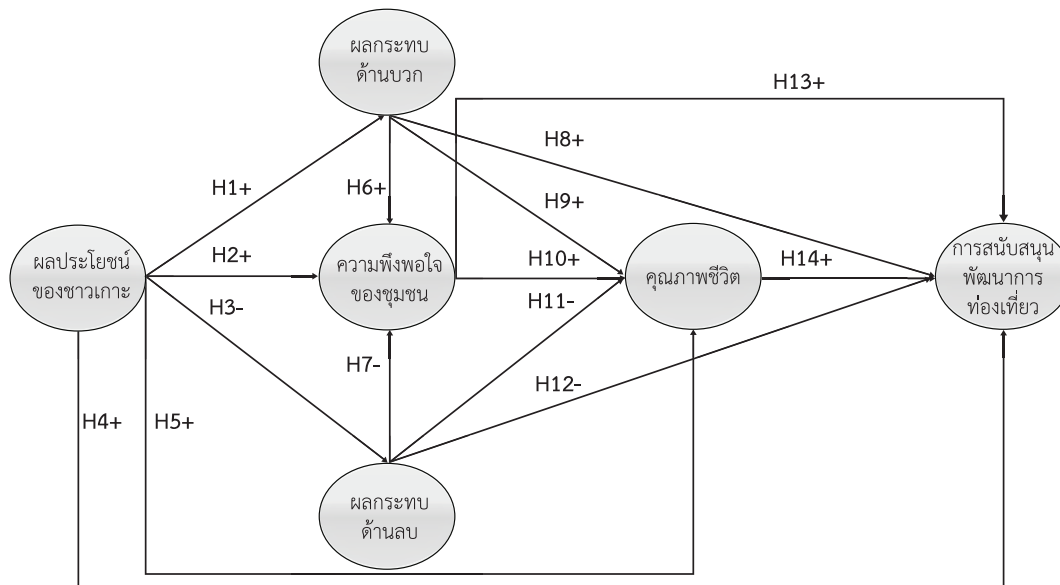 ผลกระทบ
ด้านบวก
H13+
H8+
H1+
H6+
H9+
ผลประโยชน์
ของชาวเกาะ
H2+
ความพึงพอใจ
ของชุมชน
H10+
คุณภาพชีวิต
H14+
การสนับสนุน
พัฒนาการ
ท่องเที่ยว
H3-
H11-
H7-
H12-
H4+
H5+
ผลกระทบ
ด้านลบ